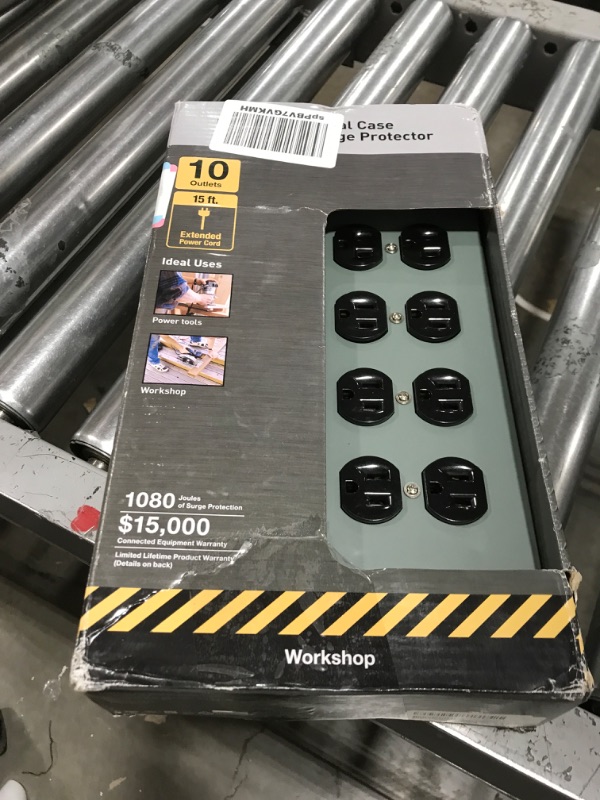 spPBV7GVKMH
al Case
ge Protector
10
Outlets
15 ft.
Extended
Power Cord
Ideal Uses
Power tools
Workshop
1080 Joules
of Surge Protection
$15,000
Connected Equipment Warranty
Limited Lifetime Product Warranty
(Details on back)
Workshop